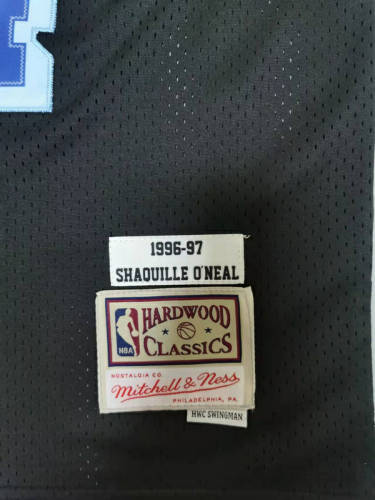 1996-97
SHAQUILLE O'NEAL
HARDWOOD
NBA
CLASSICS
NOSTALGIA CO.
Mitchell & Ness
PHILADELPHIA, PA.
HWC SWINGMAN